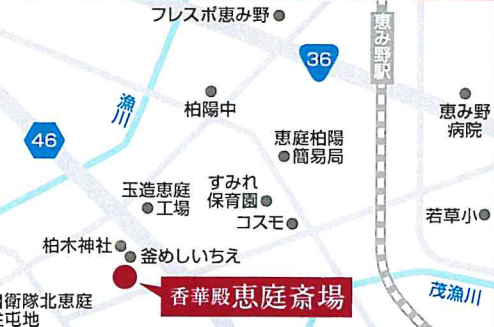 フレスポ恵み野
36
恵み野駅
漁川
柏陽中
恵み野
病院
46
恵庭柏陽
簡易局
玉造恵庭
工場
すみれ
保育園
コスモ
若草小
柏木神社
釜めしいちえ
香華殿恵庭斎場
茂漁川
衛隊北恵庭
屯地